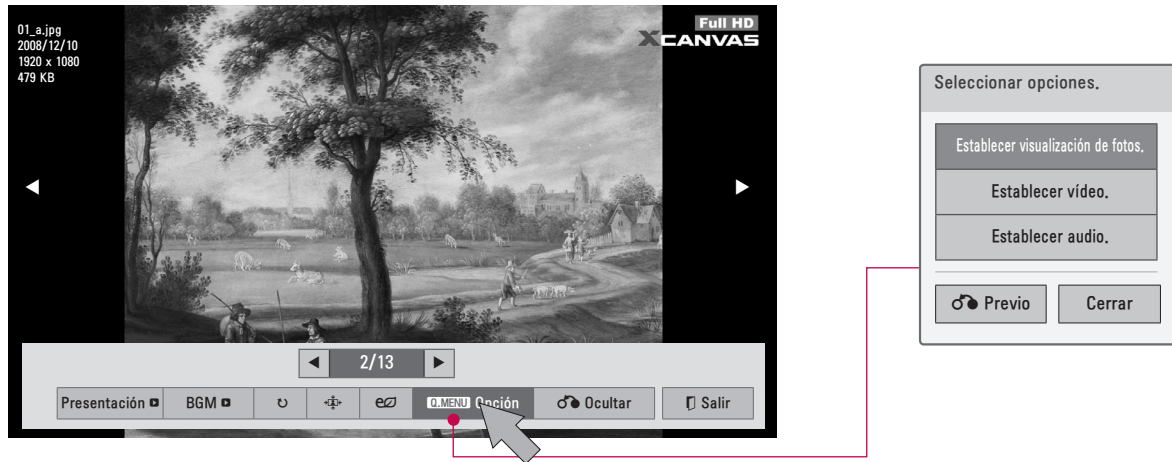 01_a.jpg
2008/12/10
1920 x 1080
479 KB
Full HD
XCANVAS
2/13
Presentación
BGM
Q.MENU Opción
Ocultar
Salir
Seleccionar opciones.
Establecer visualización de fotos.
Establecer vídeo.
Establecer audio.
Previo
Cerrar